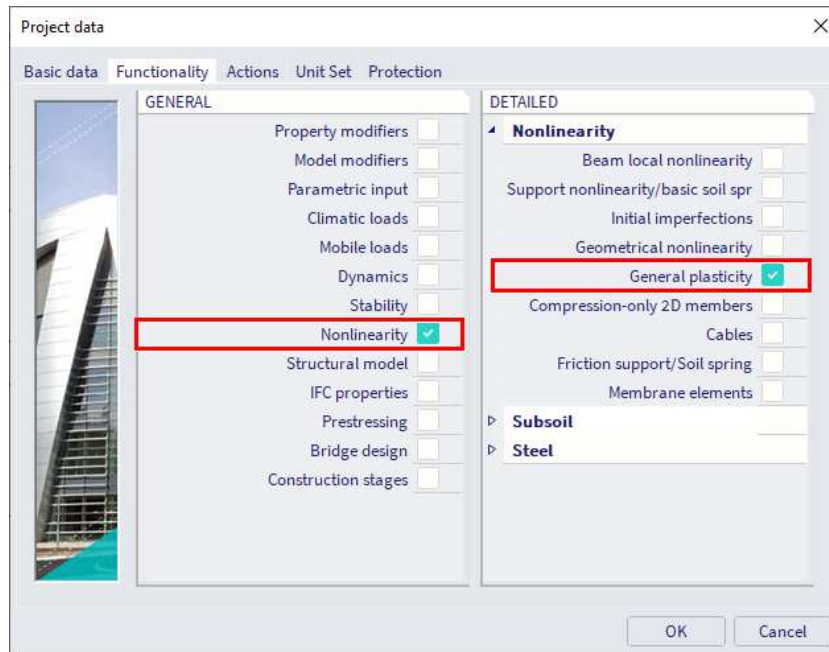 Project data
Basic data Functionality Actions Unit Set Protection
GENERAL
Property modifiers
Model modifiers
Parametric input
Climatic loads
Mobile loads
Dynamics
Stability
Nonlinearity
Structural model
IFC properties
Prestressing
Bridge design
Construction stages
DETAILED
Nonlinearity
Beam local nonlinearity
Support nonlinearity/basic soil spr
Initial imperfections
Geometrical nonlinearity
General plasticity
Compression-only 2D members
Cables
Friction support/Soil spring
Membrane elements
Subsoil
Steel
OK Cancel